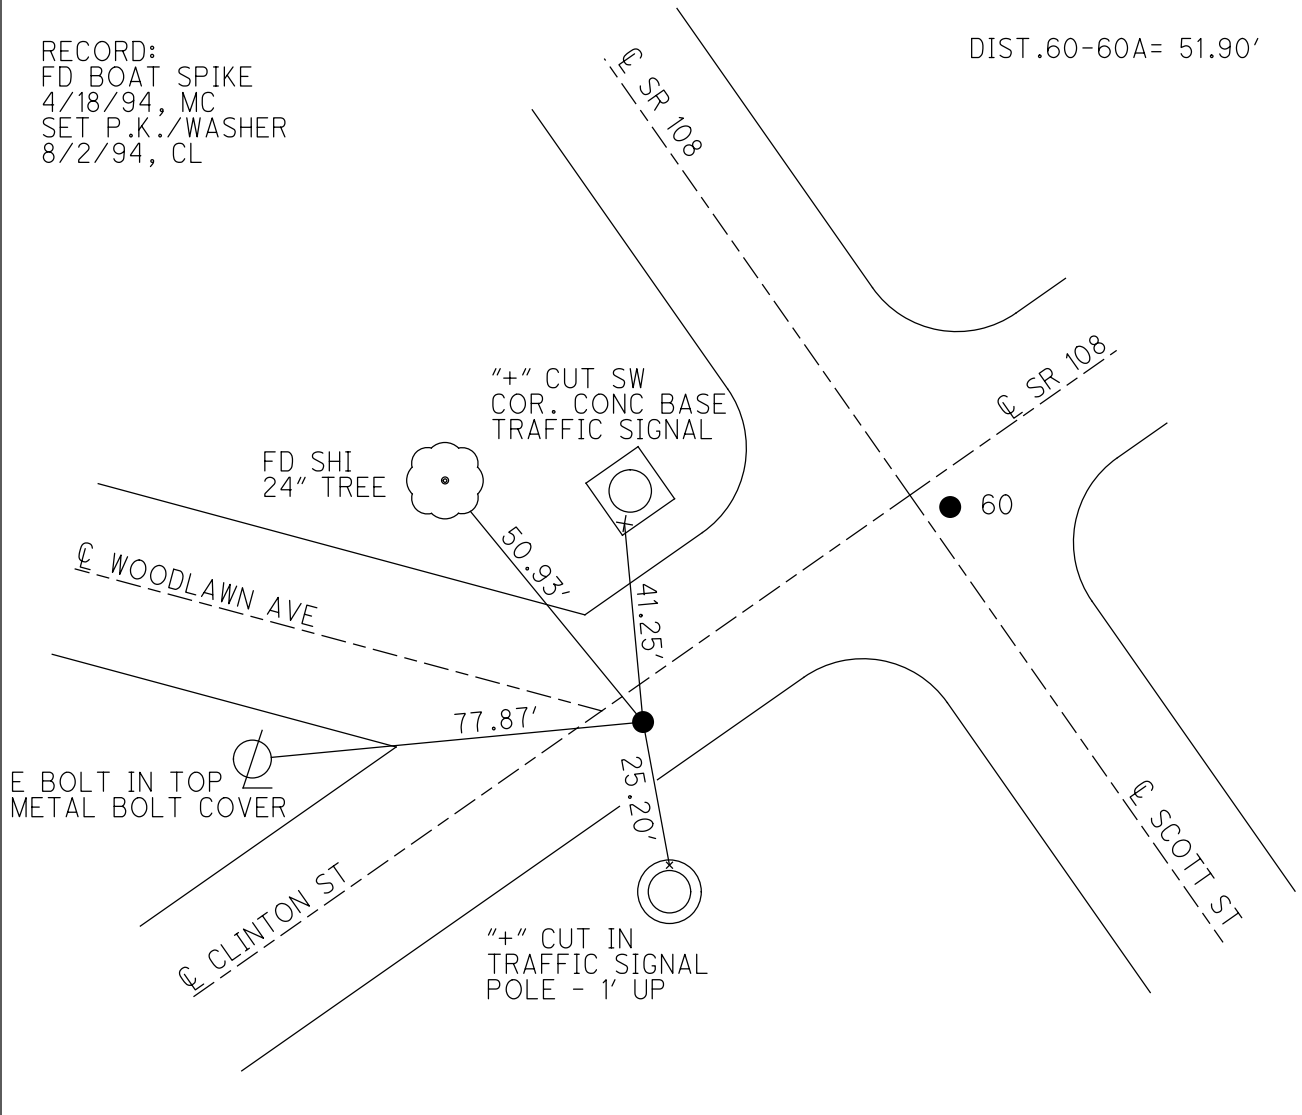 RECORD:
FD BOAT SPIKE
4/18/94, MC
SET P.K./WASHER
8/2/94, CL
DIST.60-60A= 51.90'
℄ SR 108
℄ SR 108
"+" CUT SW
COR. CONC BASE
TRAFFIC SIGNAL
FD SHI
24" TREE
60
50.93'
41.25'
℄ WOODLAWN AVE
77.87'
25.20'
E BOLT IN TOP
METAL BOLT COVER
℄ SCOTT ST
℄ CLINTON ST
"+" CUT IN
TRAFFIC SIGNAL
POLE - 1' UP